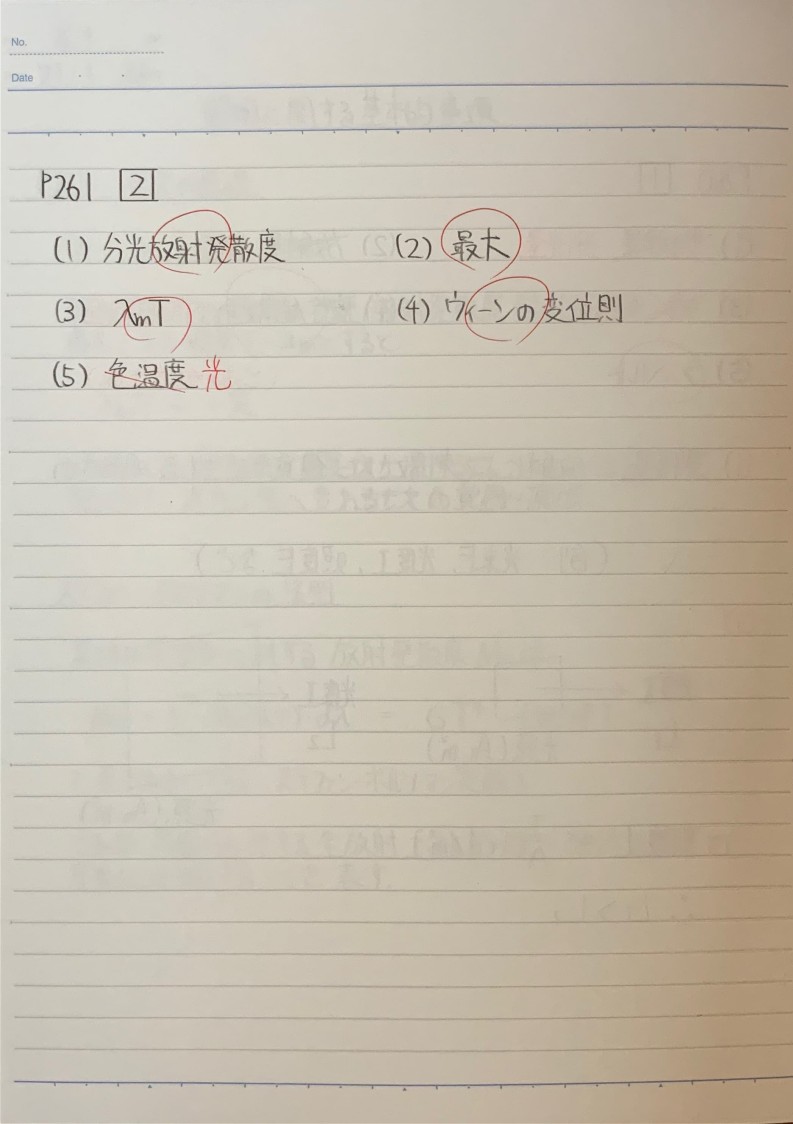 No.
Date
P261 2
(1) 分光放射発散度 (2) 最大
(3) λmT (4) ウィーンの変位則
(5) 色温度 光